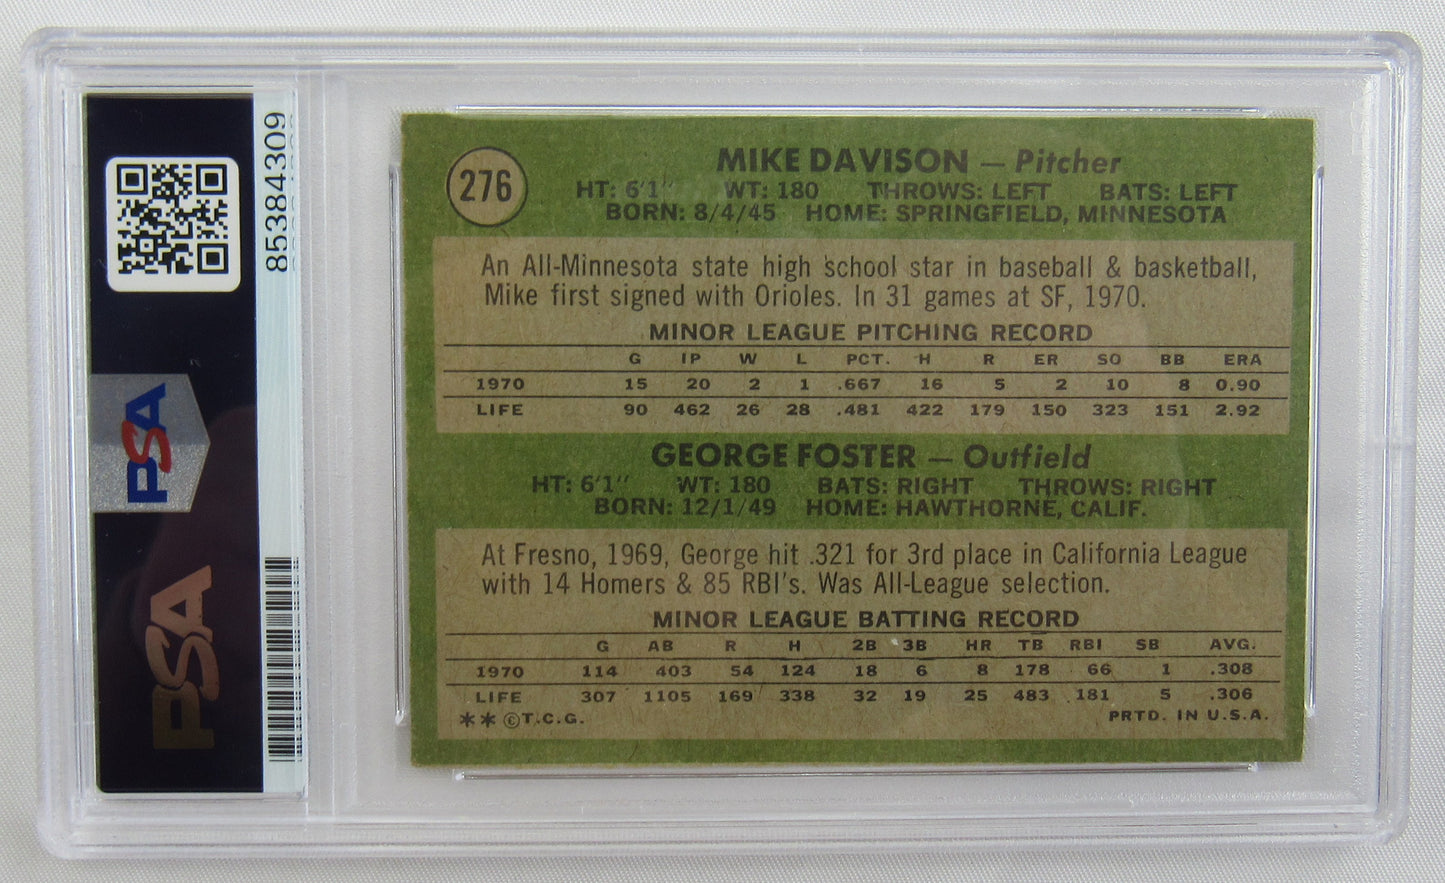 85384309
PSA
PSA
276
MIKE DAVISON — Pitcher
HT: 6'1" WT: 180 THROWS: LEFT BATS: LEFT
BORN: 8/4/45 HOME: SPRINGFIELD, MINNESOTA
An All-Minnesota state high school star in baseball & basketball,
Mike first signed with Orioles. In 31 games at SF, 1970.
MINOR LEAGUE PITCHING RECORD
G IP W L PCT. H R ER SO BB ERA
1970 15 20 2 1 .667 16 5 2 10 8 0.90
LIFE 90 462 26 28 .481 422 179 150 323 151 2.92
GEORGE FOSTER — Outfield
HT: 6'1" WT: 180 BATS: RIGHT THROWS: RIGHT
BORN: 12/1/49 HOME: HAWTHORNE, CALIF.
At Fresno, 1969, George hit .321 for 3rd place in California League
with 14 Homers & 85 RBI's. Was All-League selection.
MINOR LEAGUE BATTING RECORD
G AB R H 2B 3B HR TB RBI SB AVG.
1970 114 403 54 124 18 6 8 178 66 1 .308
LIFE 307 1105 169 338 32 19 25 483 181 5 .306
** ©T.C.G. PRTD. IN U.S.A.